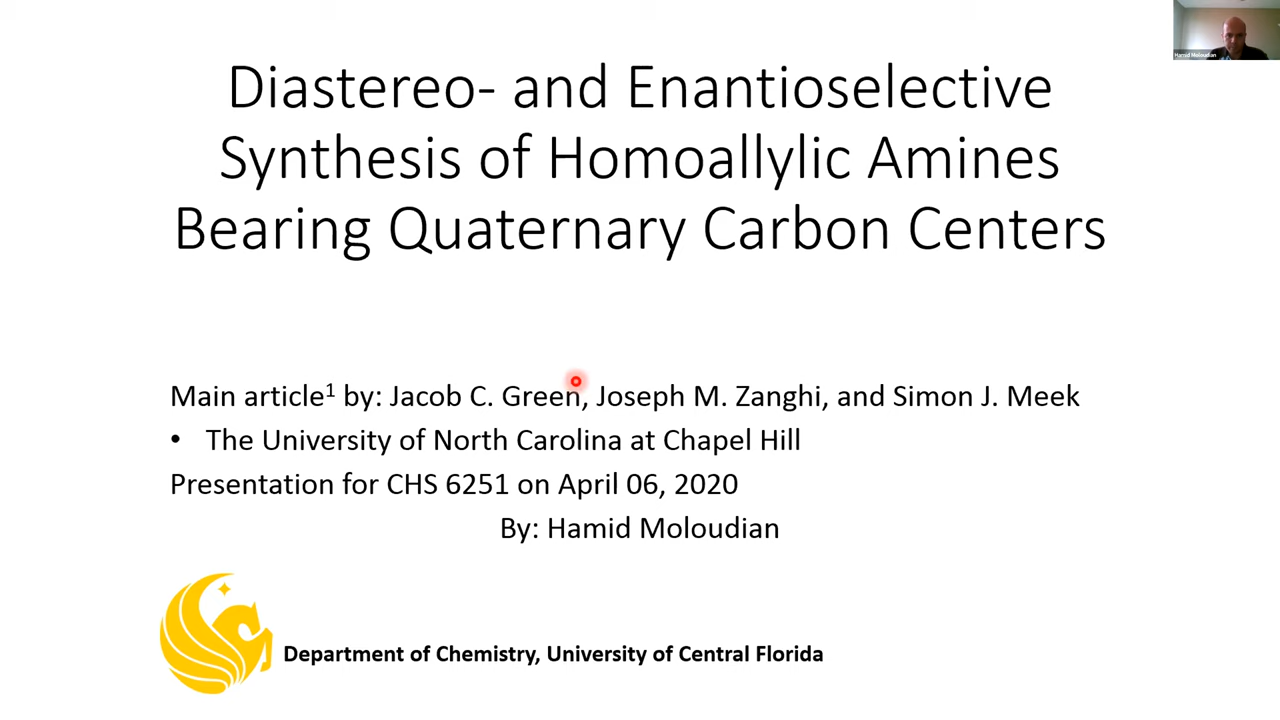 Hamid Moloudian
Diastereo- and Enantioselective
Synthesis of Homoallylic Amines
Bearing Quaternary Carbon Centers
Main article¹ by: Jacob C. Green, Joseph M. Zanghi, and Simon J. Meek
• The University of North Carolina at Chapel Hill
Presentation for CHS 6251 on April 06, 2020
By: Hamid Moloudian
Department of Chemistry, University of Central Florida